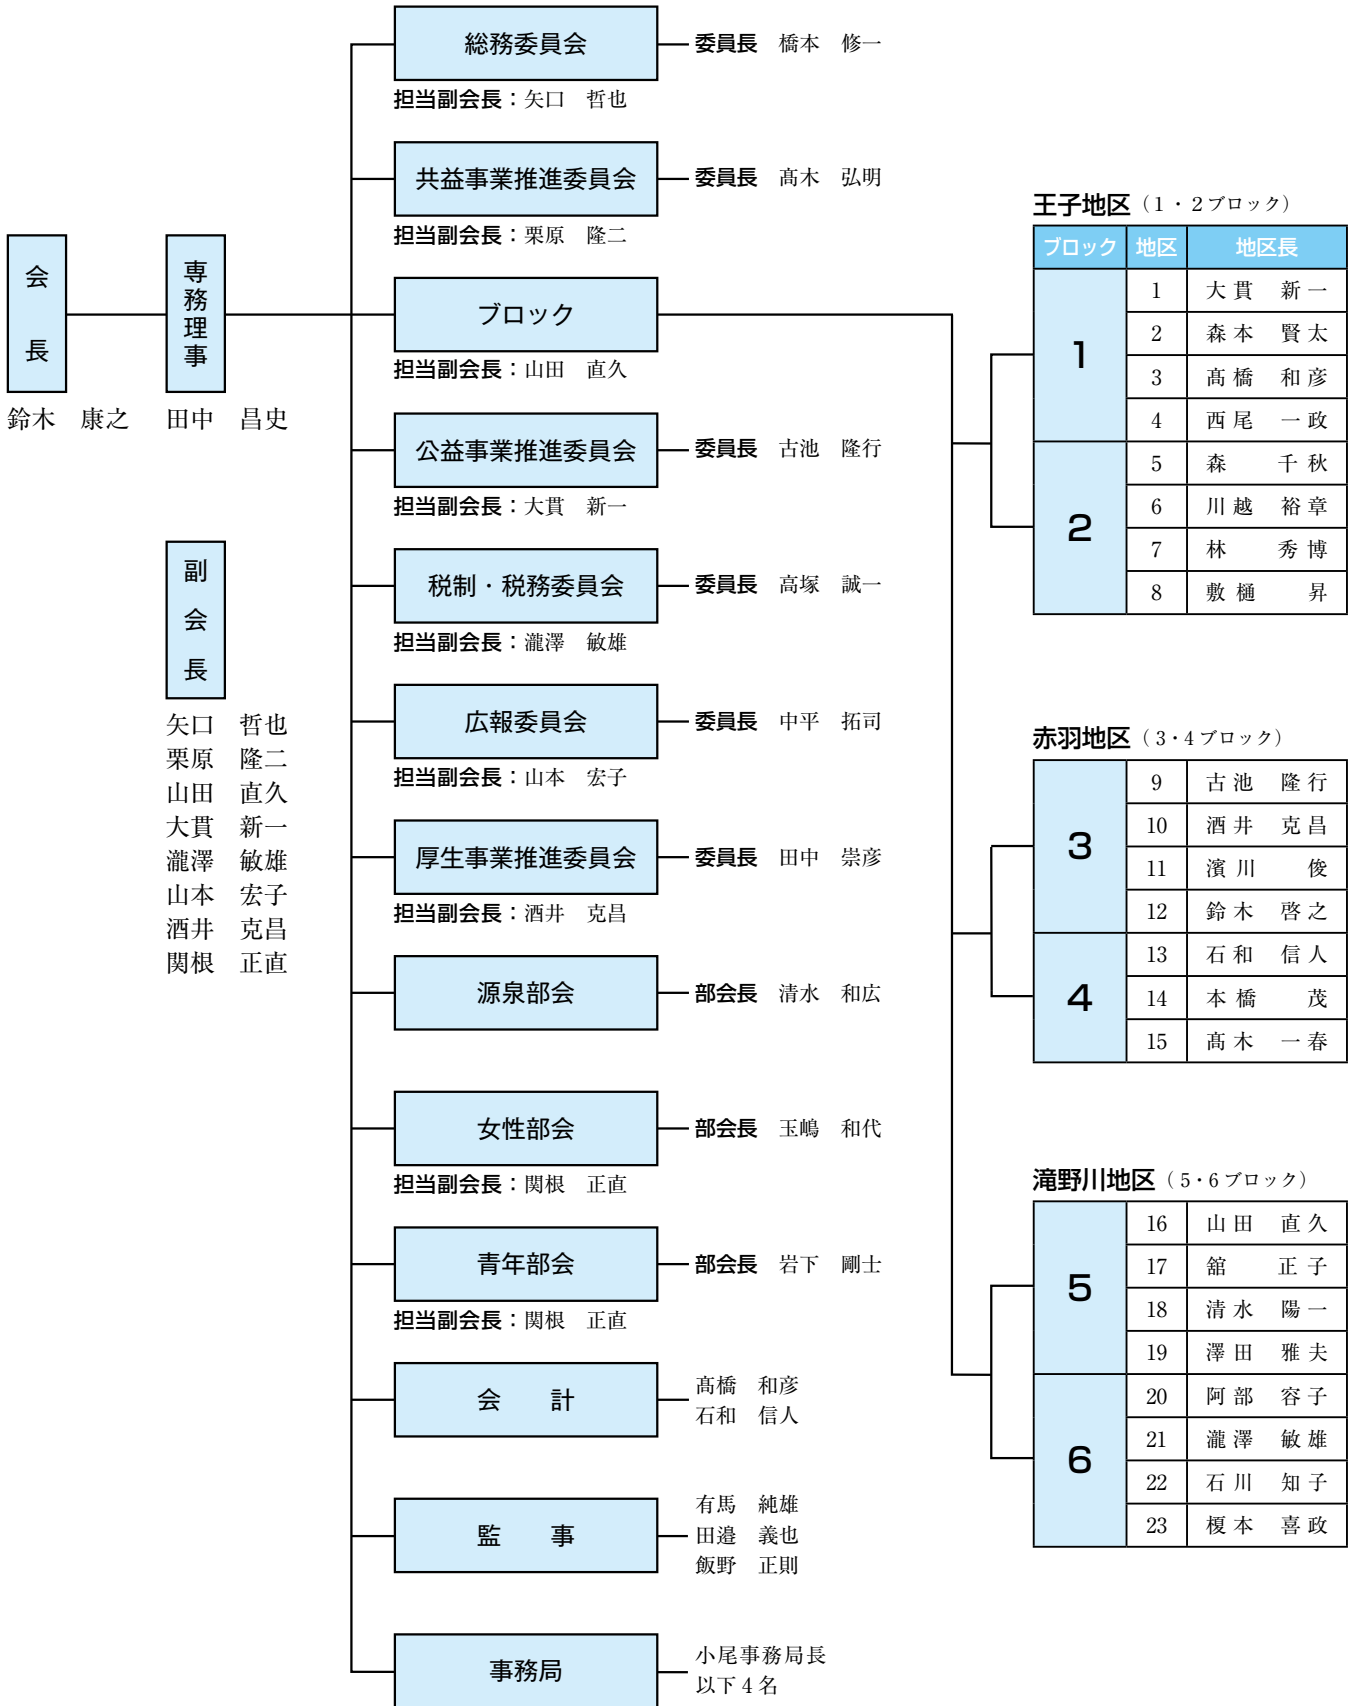 会長
鈴木　康之
専務理事
田中　昌史
副会長
矢口　哲也
栗原　隆二
山田　直久
大貫　新一
瀧澤　敏雄
山本　宏子
酒井　克昌
関根　正直
総務委員会
委員長　橋本　修一
担当副会長：矢口　哲也
共益事業推進委員会
委員長　髙木　弘明
担当副会長：栗原　隆二
ブロック
担当副会長：山田　直久
公益事業推進委員会
委員長　古池　隆行
担当副会長：大貫　新一
税制・税務委員会
委員長　高塚　誠一
担当副会長：瀧澤　敏雄
広報委員会
委員長　中平　拓司
担当副会長：山本　宏子
厚生事業推進委員会
委員長　田中　崇彦
担当副会長：酒井　克昌
源泉部会
部会長　清水　和広
女性部会
部会長　玉嶋　和代
担当副会長：関根　正直
青年部会
部会長　岩下　剛士
担当副会長：関根　正直
会　計
髙橋　和彦
石和　信人
監　事
有馬　純雄
田邉　義也
飯野　正則
事務局
小尾事務局長
以下4名
王子地区（1・2ブロック）
ブロック　地区　地区長
1
1　大貫　新一
2　森本　賢太
3　髙橋　和彦
4　西尾　一政
2
5　森　千秋
6　川越　裕章
7　林　秀博
8　敷樋　昇
赤羽地区（3・4ブロック）
3
9　古池　隆行
10　酒井　克昌
11　濱川　俊
12　鈴木　啓之
4
13　石和　信人
14　本橋　茂
15　髙木　一春
滝野川地区（5・6ブロック）
5
16　山田　直久
17　舘　正子
18　清水　陽一
19　澤田　雅夫
6
20　阿部　容子
21　瀧澤　敏雄
22　石川　知子
23　榎本　喜政